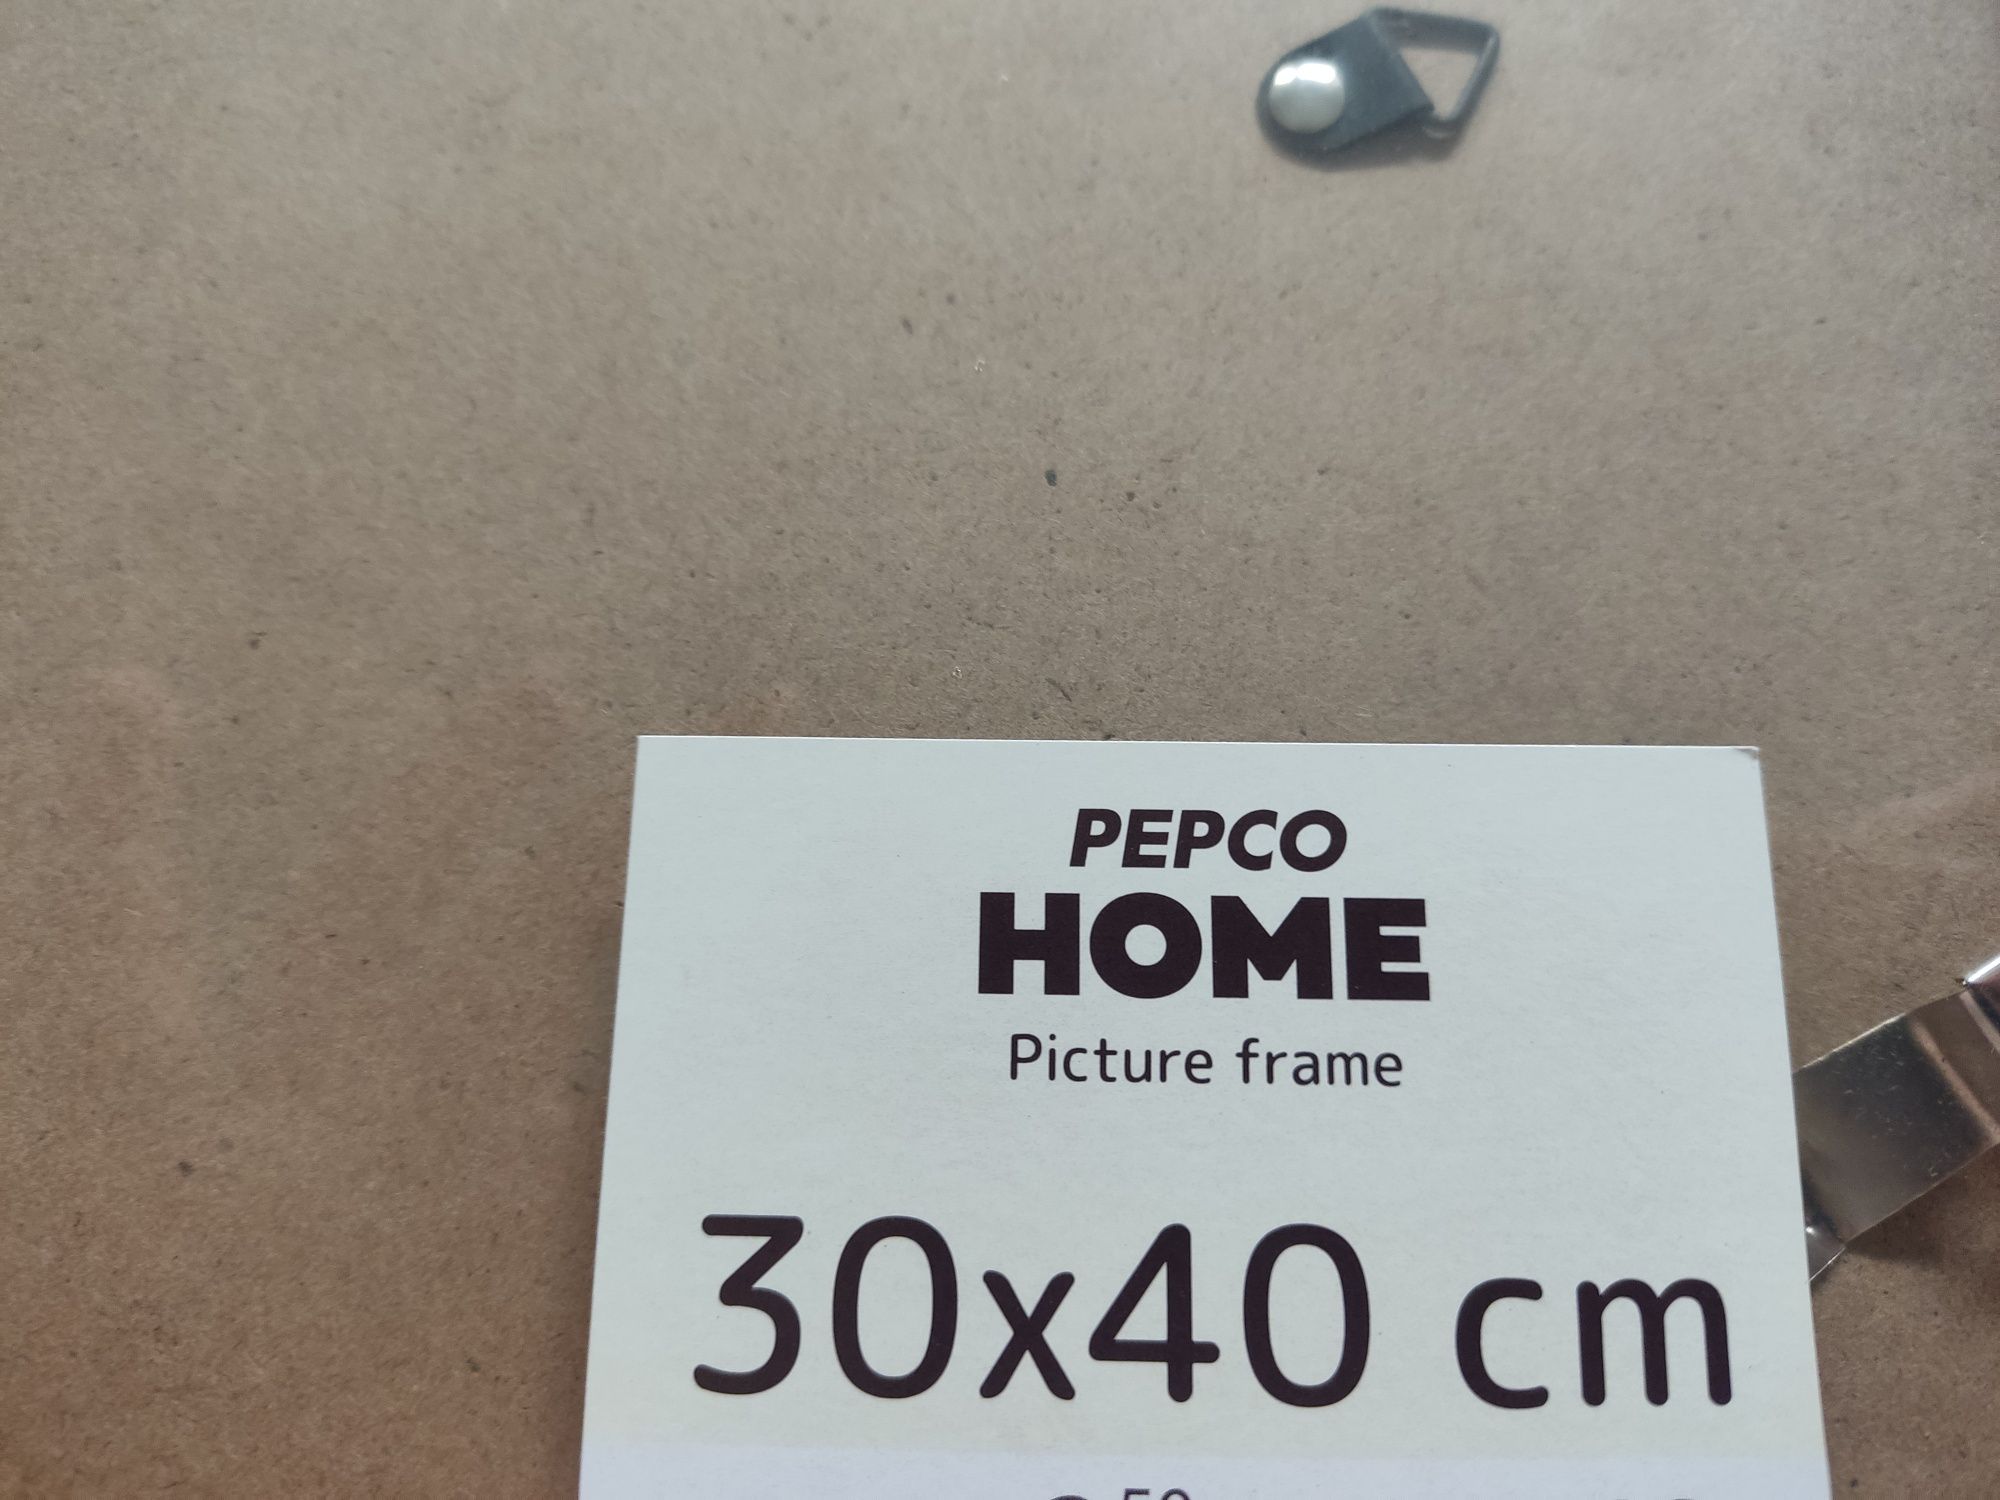 PEPCO
HOME
Picture frame
30x40 cm